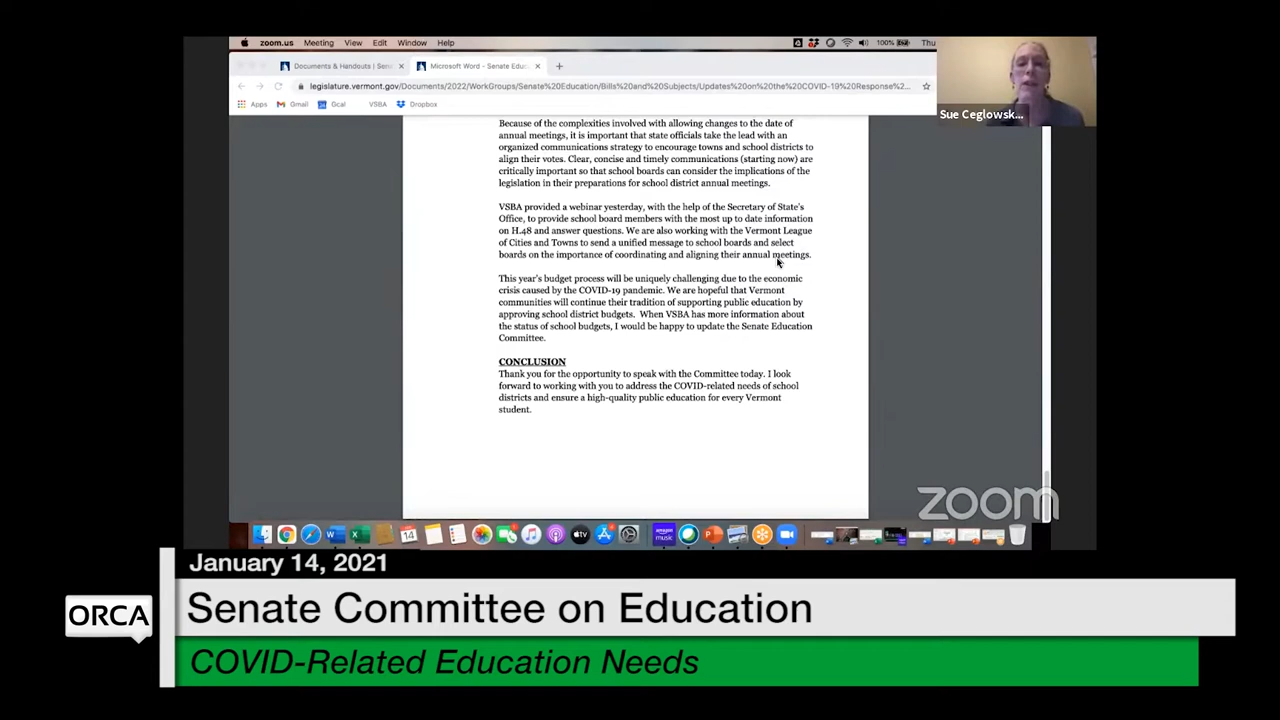 zoom.us Meeting View Edit Window Help
100%
Thu
Documents & Handouts | Sen
Microsoft Word - Senate Educ
legislature.vermont.gov/Documents/2022/WorkGroups/Senate%20Education/Bills%20and%20Subjects/Updates%20on%20the%20COVID-19%20Response%2...
Apps Gmail Gcal VSBA Dropbox
Sue Ceglowsk...
Because of the complexities involved with allowing changes to the date of
annual meetings, it is important that state officials take the lead with an
organized communications strategy to encourage towns and school districts to
align their votes. Clear, concise and timely communications (starting now) are
critically important so that school boards can consider the implications of the
legislation in their preparations for school district annual meetings.
VSBA provided a webinar yesterday, with the help of the Secretary of State's
Office, to provide school board members with the most up to date information
on H.48 and answer questions. We are also working with the Vermont League
of Cities and Towns to send a unified message to school boards and select
boards on the importance of coordinating and aligning their annual meetings.
This year's budget process will be uniquely challenging due to the economic
crisis caused by the COVID-19 pandemic. We are hopeful that Vermont
communities will continue their tradition of supporting public education by
approving school district budgets. When VSBA has more information about
the status of school budgets, I would be happy to update the Senate Education
Committee.
CONCLUSION
Thank you for the opportunity to speak with the Committee today. I look
forward to working with you to address the COVID-related needs of school
districts and ensure a high-quality public education for every Vermont
student.
zoom
14
tv
amazon music
January 14, 2021
ORCA
Senate Committee on Education
COVID-Related Education Needs